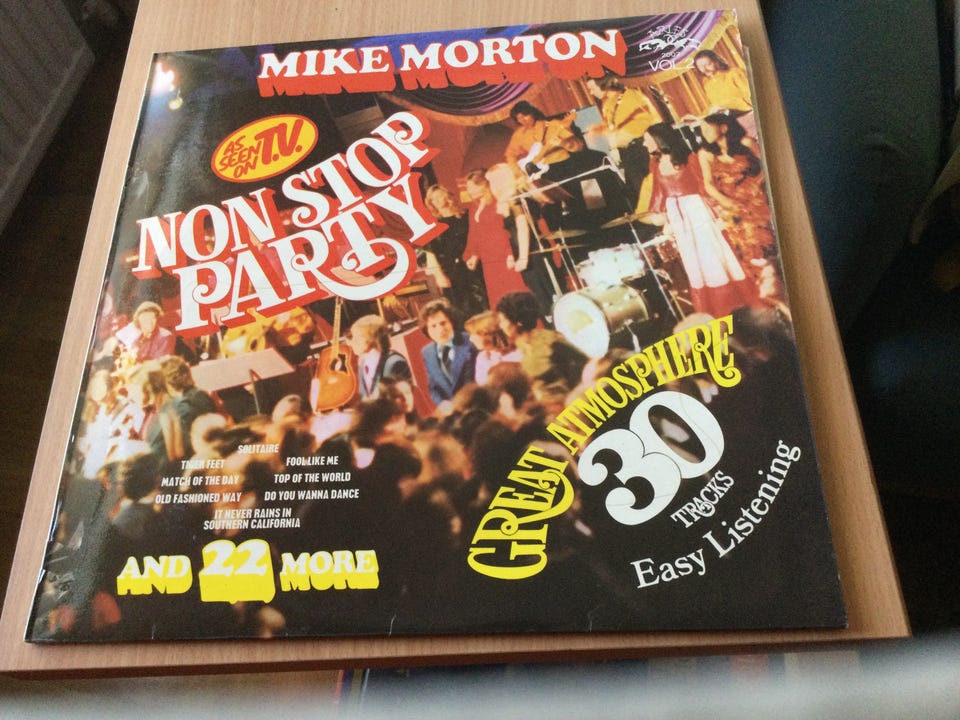 MIKE MORTON
2007
VOL. 2
AS
SEEN
ON T.V.
NON STOP
PARTY
GREAT ATMOSPHERE
30
TRACKS
Easy Listening
SOLITAIRE
TIGER FEET
FOOL LIKE ME
MATCH OF THE DAY
TOP OF THE WORLD
OLD FASHIONED WAY
DO YOU WANNA DANCE
IT NEVER RAINS IN
SOUTHERN CALIFORNIA
AND 22 MORE